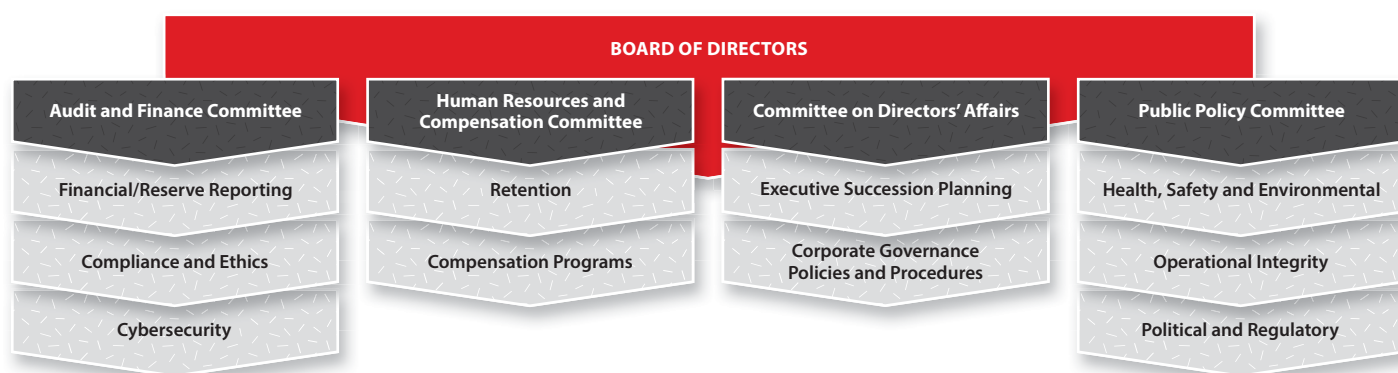 BOARD OF DIRECTORS
Audit and Finance Committee
Financial/Reserve Reporting
Compliance and Ethics
Cybersecurity
Human Resources and
Compensation Committee
Retention
Compensation Programs
Committee on Directors’ Affairs
Executive Succession Planning
Corporate Governance
Policies and Procedures
Public Policy Committee
Health, Safety and Environmental
Operational Integrity
Political and Regulatory